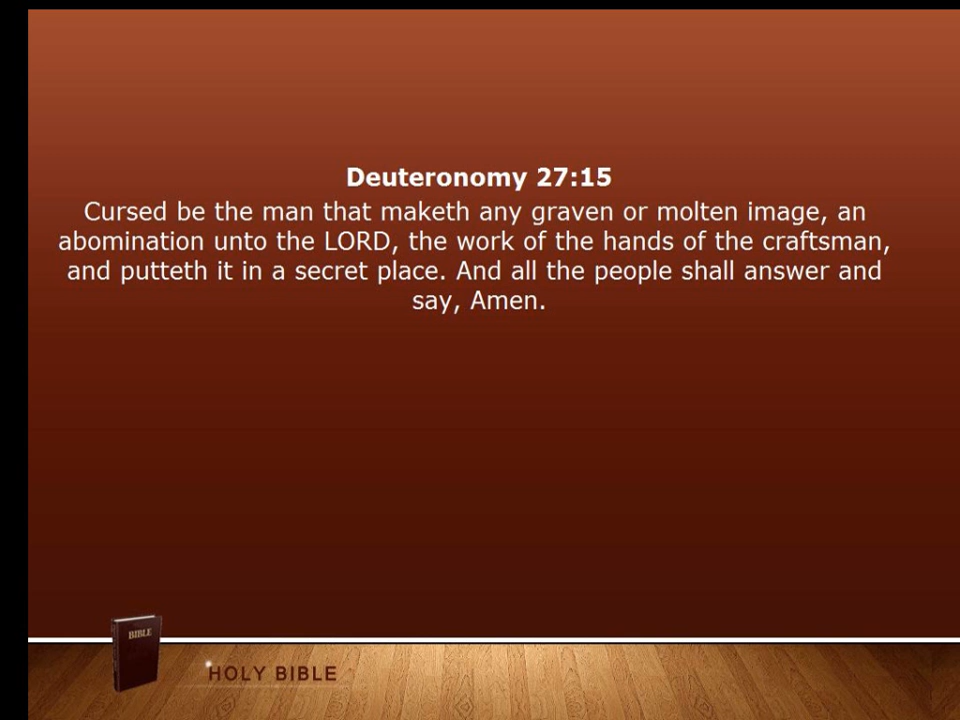 Deuteronomy 27:15
Cursed be the man that maketh any graven or molten image, an
abomination unto the LORD, the work of the hands of the craftsman,
and putteth it in a secret place. And all the people shall answer and
say, Amen.
BIBLE
HOLY BIBLE